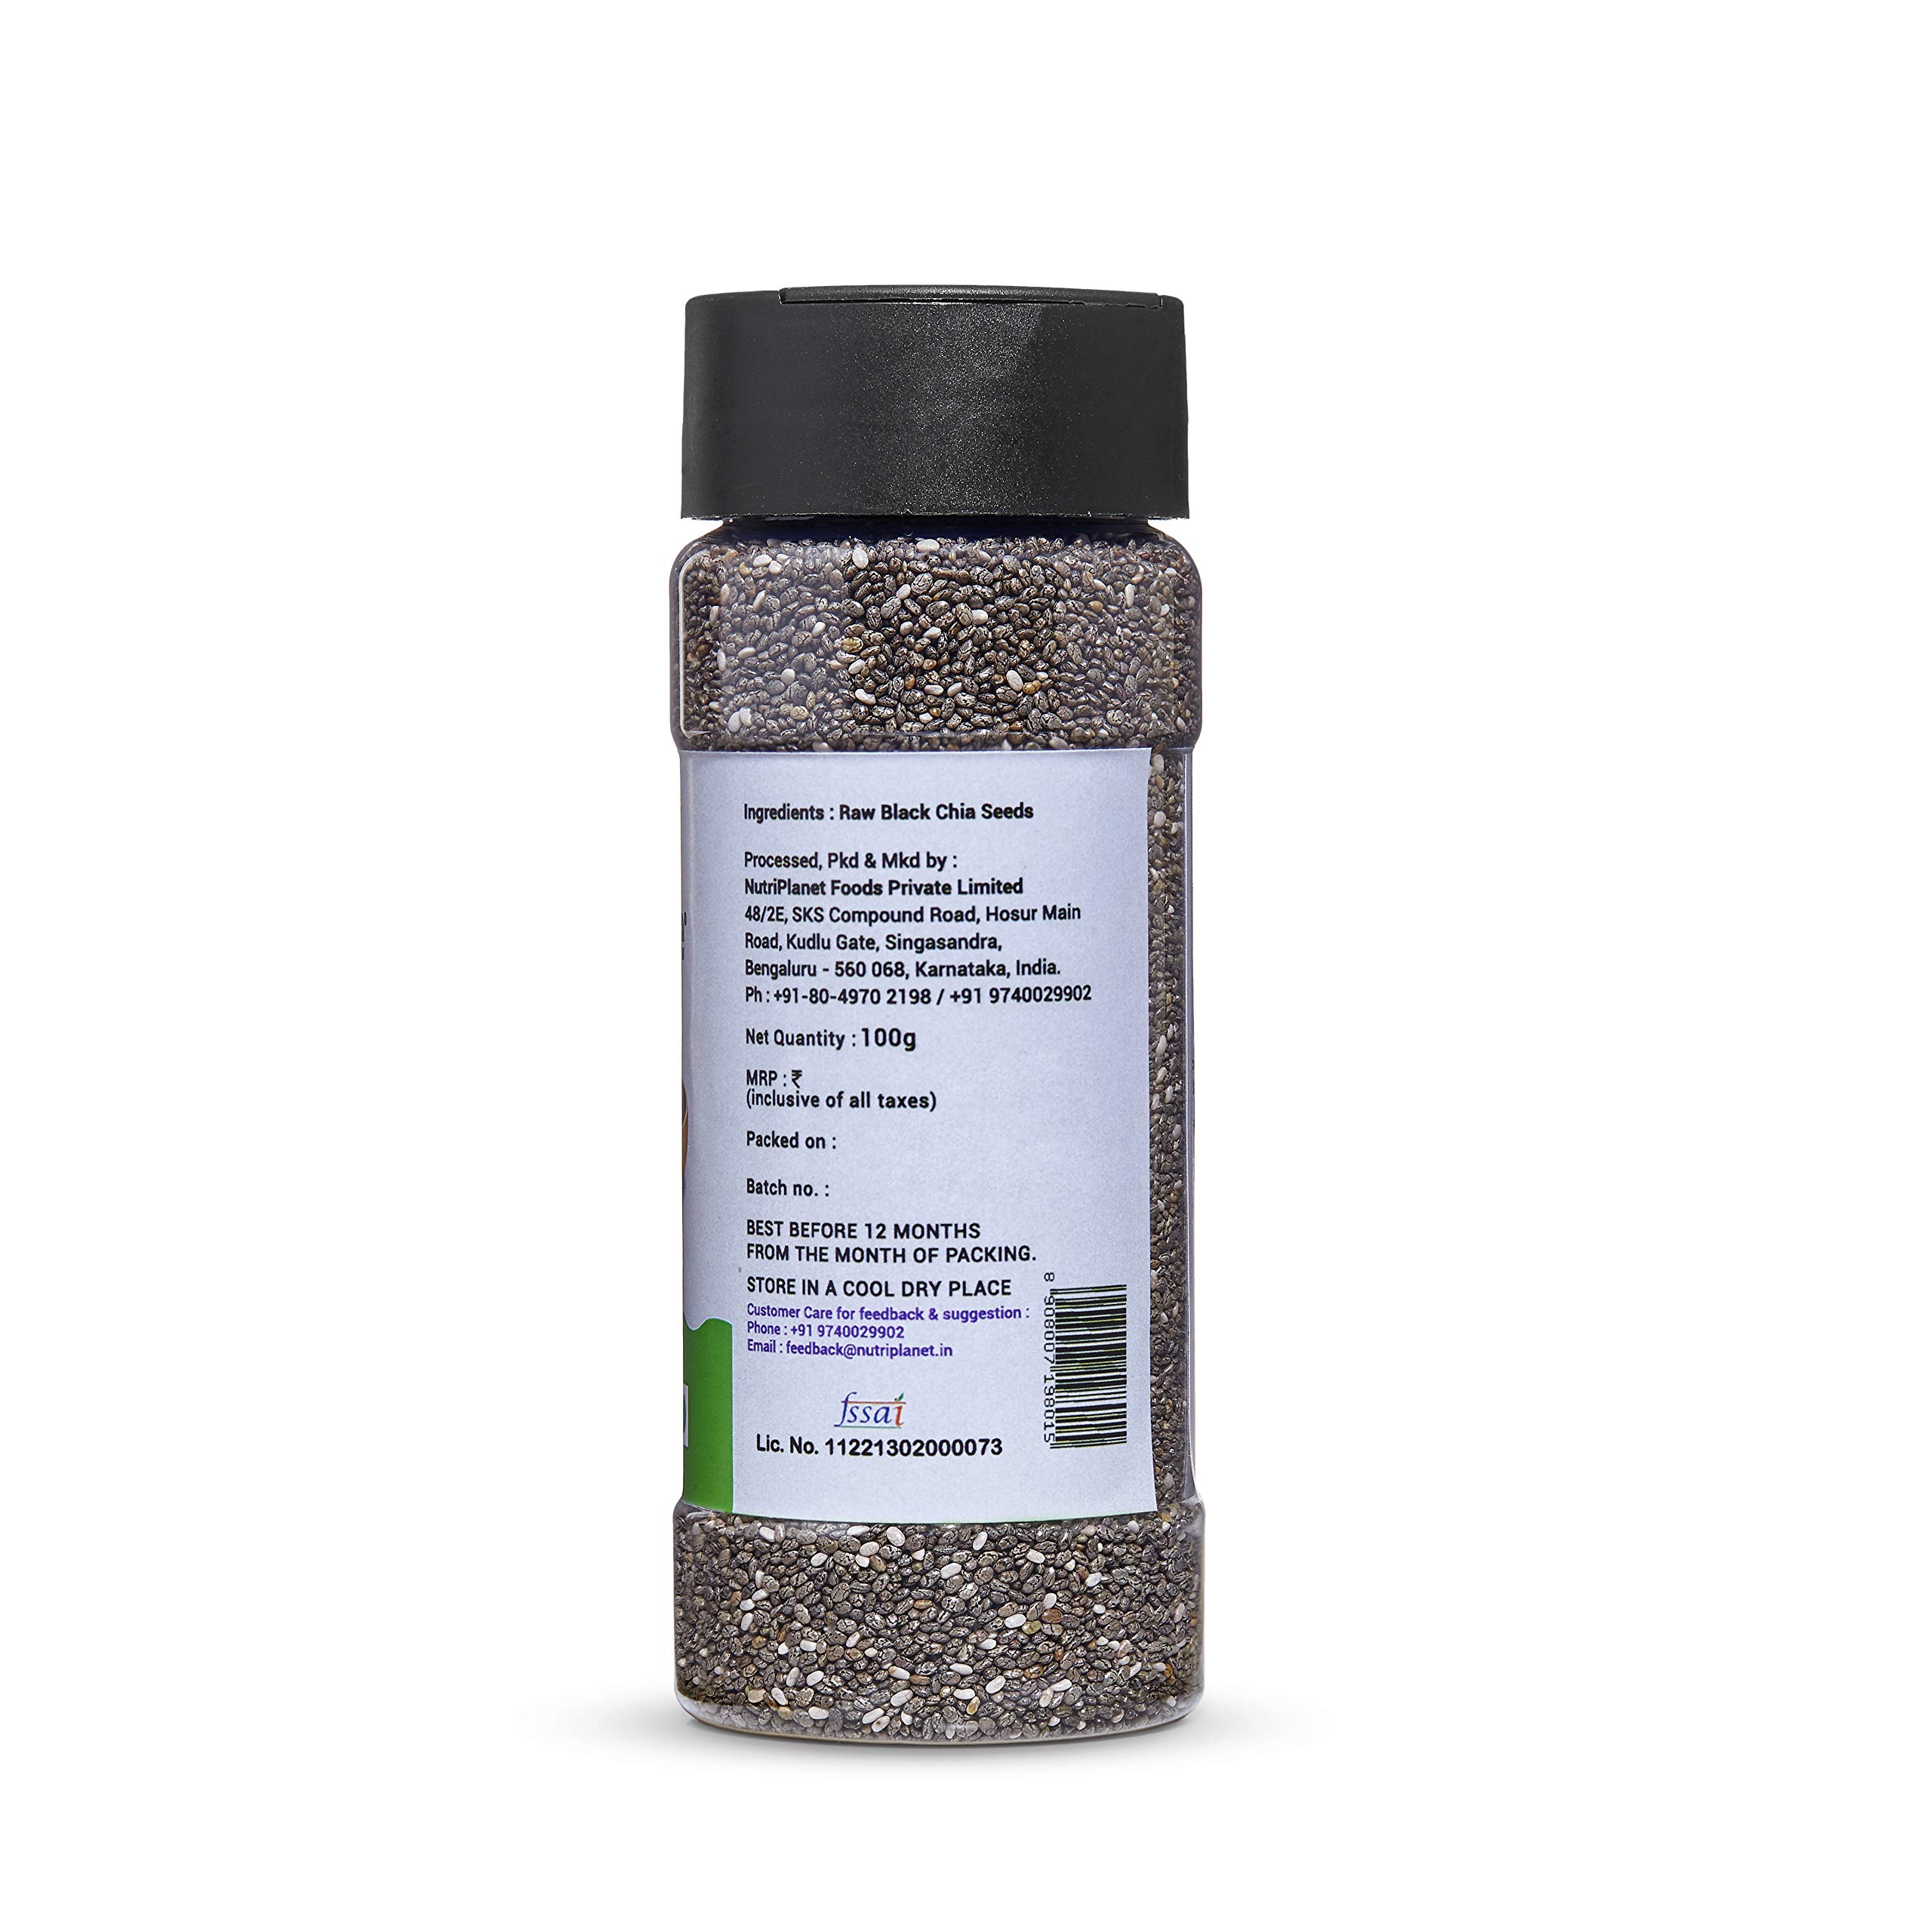 Ingredients : Raw Black Chia Seeds
Processed, Pkd & Mkd by :
NutriPlanet Foods Private Limited
48/2E, SKS Compound Road, Hosur Main
Road, Kudlu Gate, Singasandra,
Bengaluru - 560 068, Karnataka, India.
Ph : +91-80-4970 2198 / +91 9740029902
Net Quantity : 100g
MRP : ₹
(inclusive of all taxes)
Packed on :
Batch no. :
BEST BEFORE 12 MONTHS
FROM THE MONTH OF PACKING.
STORE IN A COOL DRY PLACE
Customer Care for feedback & suggestion :
Phone : +91 9740029902
Email : feedback@nutriplanet.in
fssai
Lic. No. 11221302000073
8 908007 198015